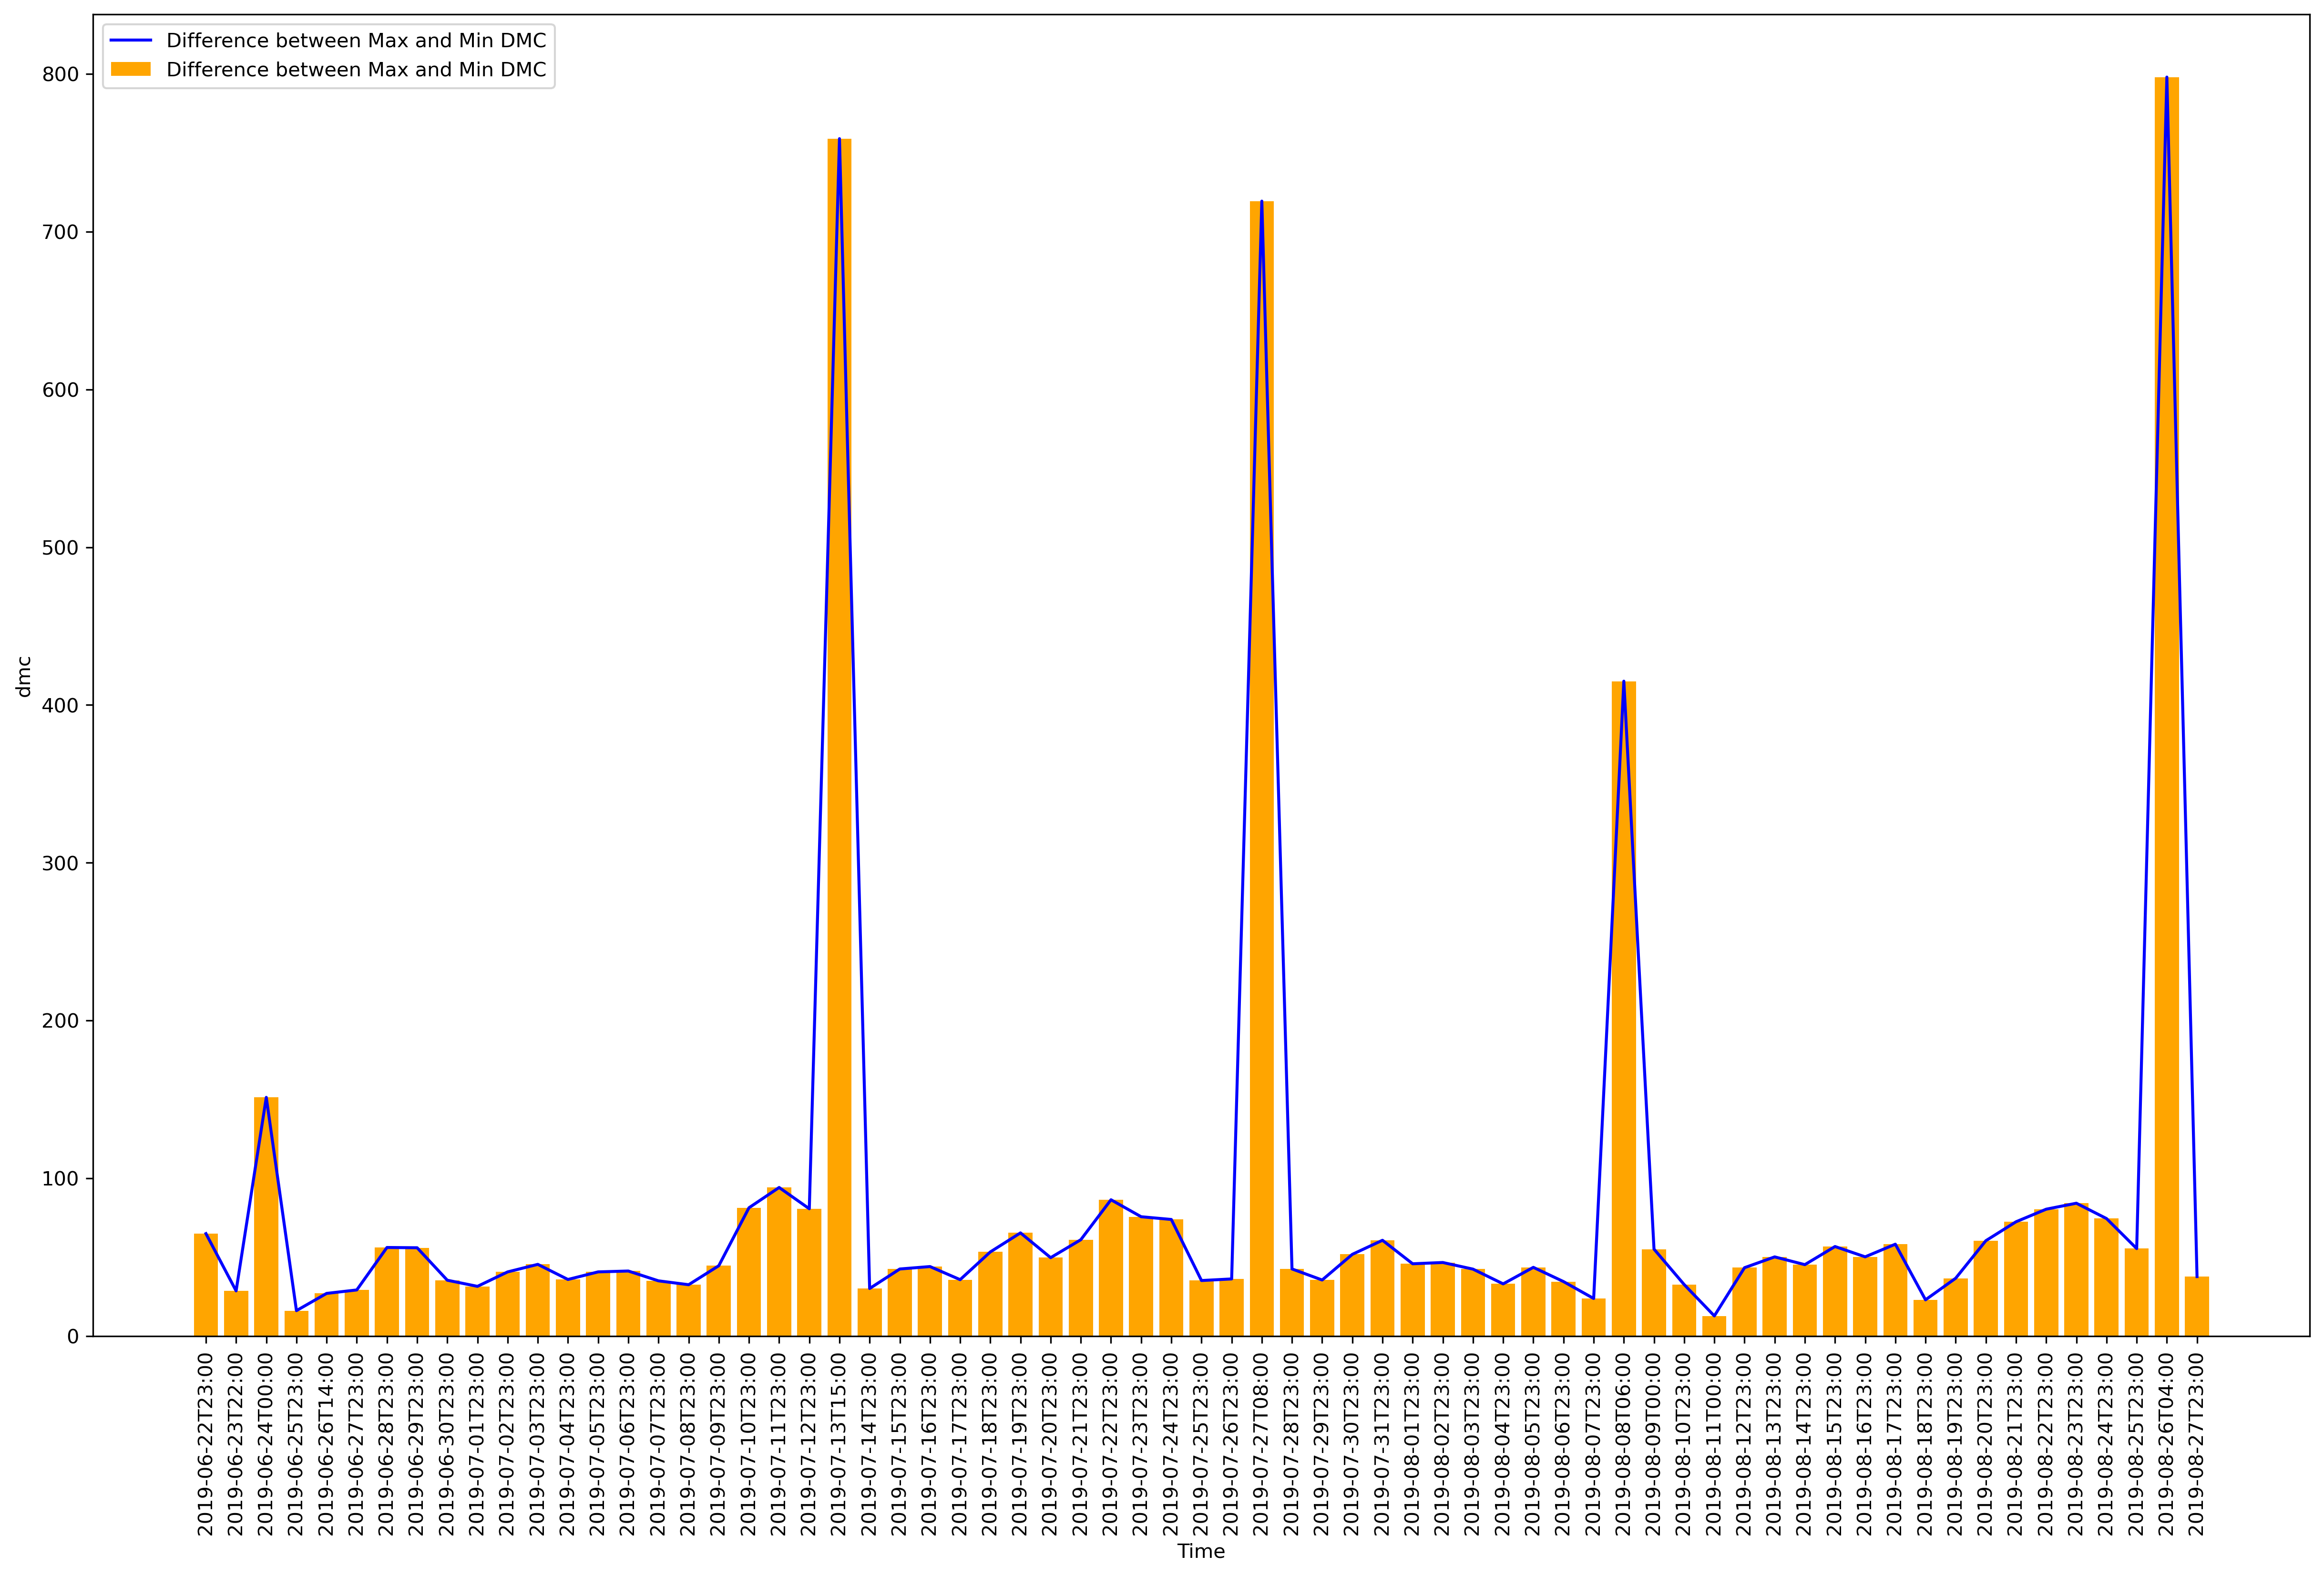 Difference between Max and Min DMC
Difference between Max and Min DMC
800
700
600
500
400
300
200
100
0
dmc
2019-06-22T23:00
2019-06-23T22:00
2019-06-24T00:00
2019-06-25T23:00
2019-06-26T14:00
2019-06-27T23:00
2019-06-28T23:00
2019-06-29T23:00
2019-06-30T23:00
2019-07-01T23:00
2019-07-02T23:00
2019-07-03T23:00
2019-07-04T23:00
2019-07-05T23:00
2019-07-06T23:00
2019-07-07T23:00
2019-07-08T23:00
2019-07-09T23:00
2019-07-10T23:00
2019-07-11T23:00
2019-07-12T23:00
2019-07-13T15:00
2019-07-14T23:00
2019-07-15T23:00
2019-07-16T23:00
2019-07-17T23:00
2019-07-18T23:00
2019-07-19T23:00
2019-07-20T23:00
2019-07-21T23:00
2019-07-22T23:00
2019-07-23T23:00
2019-07-24T23:00
2019-07-25T23:00
2019-07-26T23:00
2019-07-27T08:00
2019-07-28T23:00
2019-07-29T23:00
2019-07-30T23:00
2019-07-31T23:00
2019-08-01T23:00
2019-08-02T23:00
2019-08-03T23:00
2019-08-04T23:00
2019-08-05T23:00
2019-08-06T23:00
2019-08-07T23:00
2019-08-08T06:00
2019-08-09T00:00
2019-08-10T23:00
2019-08-11T00:00
2019-08-12T23:00
2019-08-13T23:00
2019-08-14T23:00
2019-08-15T23:00
2019-08-16T23:00
2019-08-17T23:00
2019-08-18T23:00
2019-08-19T23:00
2019-08-20T23:00
2019-08-21T23:00
2019-08-22T23:00
2019-08-23T23:00
2019-08-24T23:00
2019-08-25T23:00
2019-08-26T04:00
2019-08-27T23:00
Time